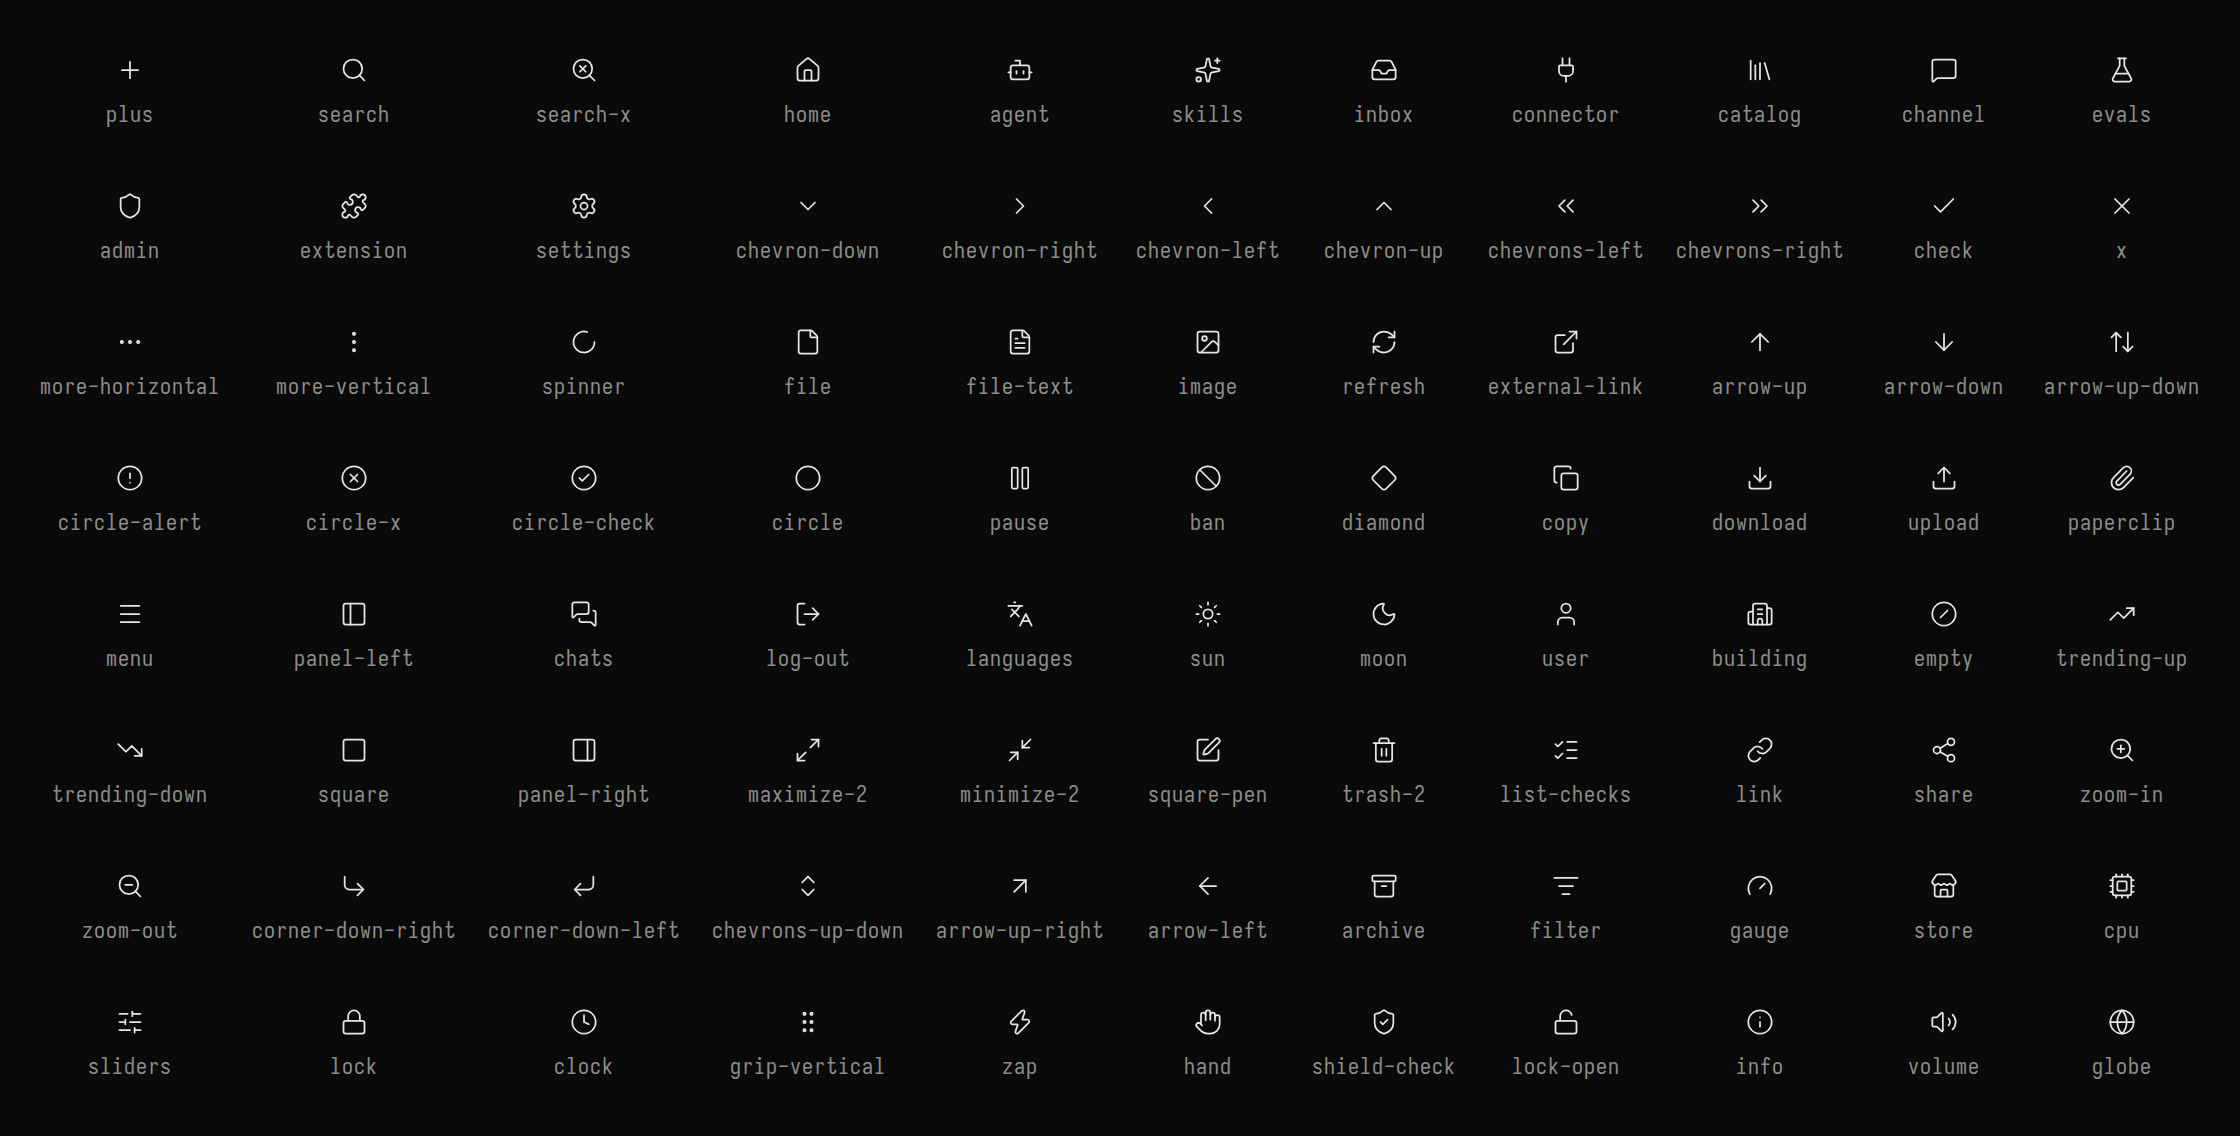 plus search search-x home agent skills inbox connector catalog channel evals
admin extension settings chevron-down chevron-right chevron-left chevron-up chevrons-left chevrons-right check x
more-horizontal more-vertical spinner file file-text image refresh external-link arrow-up arrow-down arrow-up-down
circle-alert circle-x circle-check circle pause ban diamond copy download upload paperclip
menu panel-left chats log-out languages sun moon user building empty trending-up
trending-down square panel-right maximize-2 minimize-2 square-pen trash-2 list-checks link share zoom-in
zoom-out corner-down-right corner-down-left chevrons-up-down arrow-up-right arrow-left archive filter gauge store cpu
sliders lock clock grip-vertical zap hand shield-check lock-open info volume globe